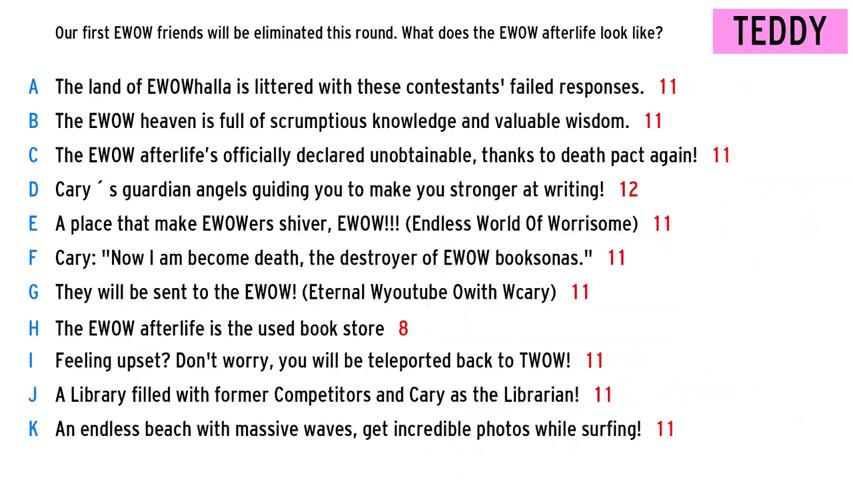 Our first EWOW friends will be eliminated this round. What does the EWOW afterlife look like?
TEDDY
A The land of EWOWhalla is littered with these contestants' failed responses. 11
B The EWOW heaven is full of scrumptious knowledge and valuable wisdom. 11
C The EWOW afterlife’s officially declared unobtainable, thanks to death pact again! 11
D Cary ´ s guardian angels guiding you to make you stronger at writing! 12
E A place that make EWOWers shiver, EWOW!!! (Endless World Of Worrisome) 11
F Cary: "Now I am become death, the destroyer of EWOW booksonas." 11
G They will be sent to the EWOW! (Eternal Wyoutube Owith Wcary) 11
H The EWOW afterlife is the used book store 8
I Feeling upset? Don't worry, you will be teleported back to TWOW! 11
J A Library filled with former Competitors and Cary as the Librarian! 11
K An endless beach with massive waves, get incredible photos while surfing! 11